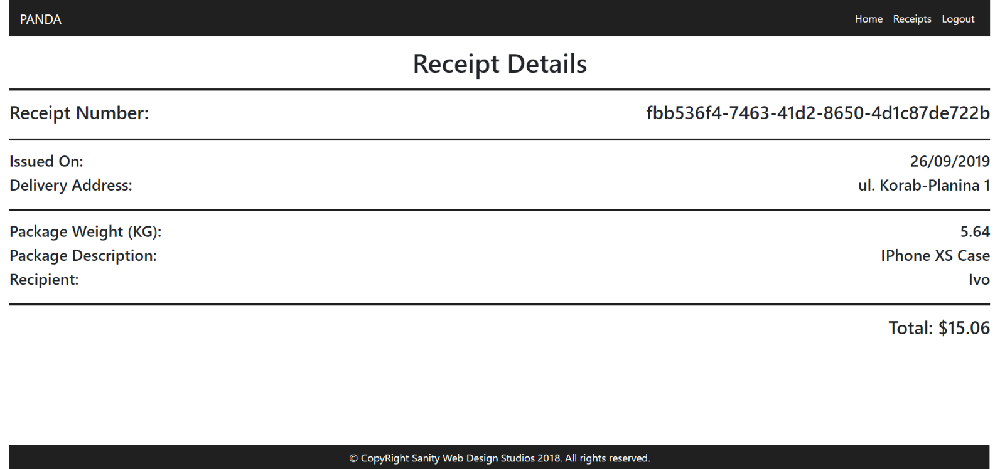 PANDA Home Receipts Logout
Receipt Details
Receipt Number: fbb536f4-7463-41d2-8650-4d1c87de722b
Issued On: 26/09/2019
Delivery Address: ul. Korab-Planina 1
Package Weight (KG): 5.64
Package Description: IPhone XS Case
Recipient: Ivo
Total: $15.06
© CopyRight Sanity Web Design Studios 2018. All rights reserved.